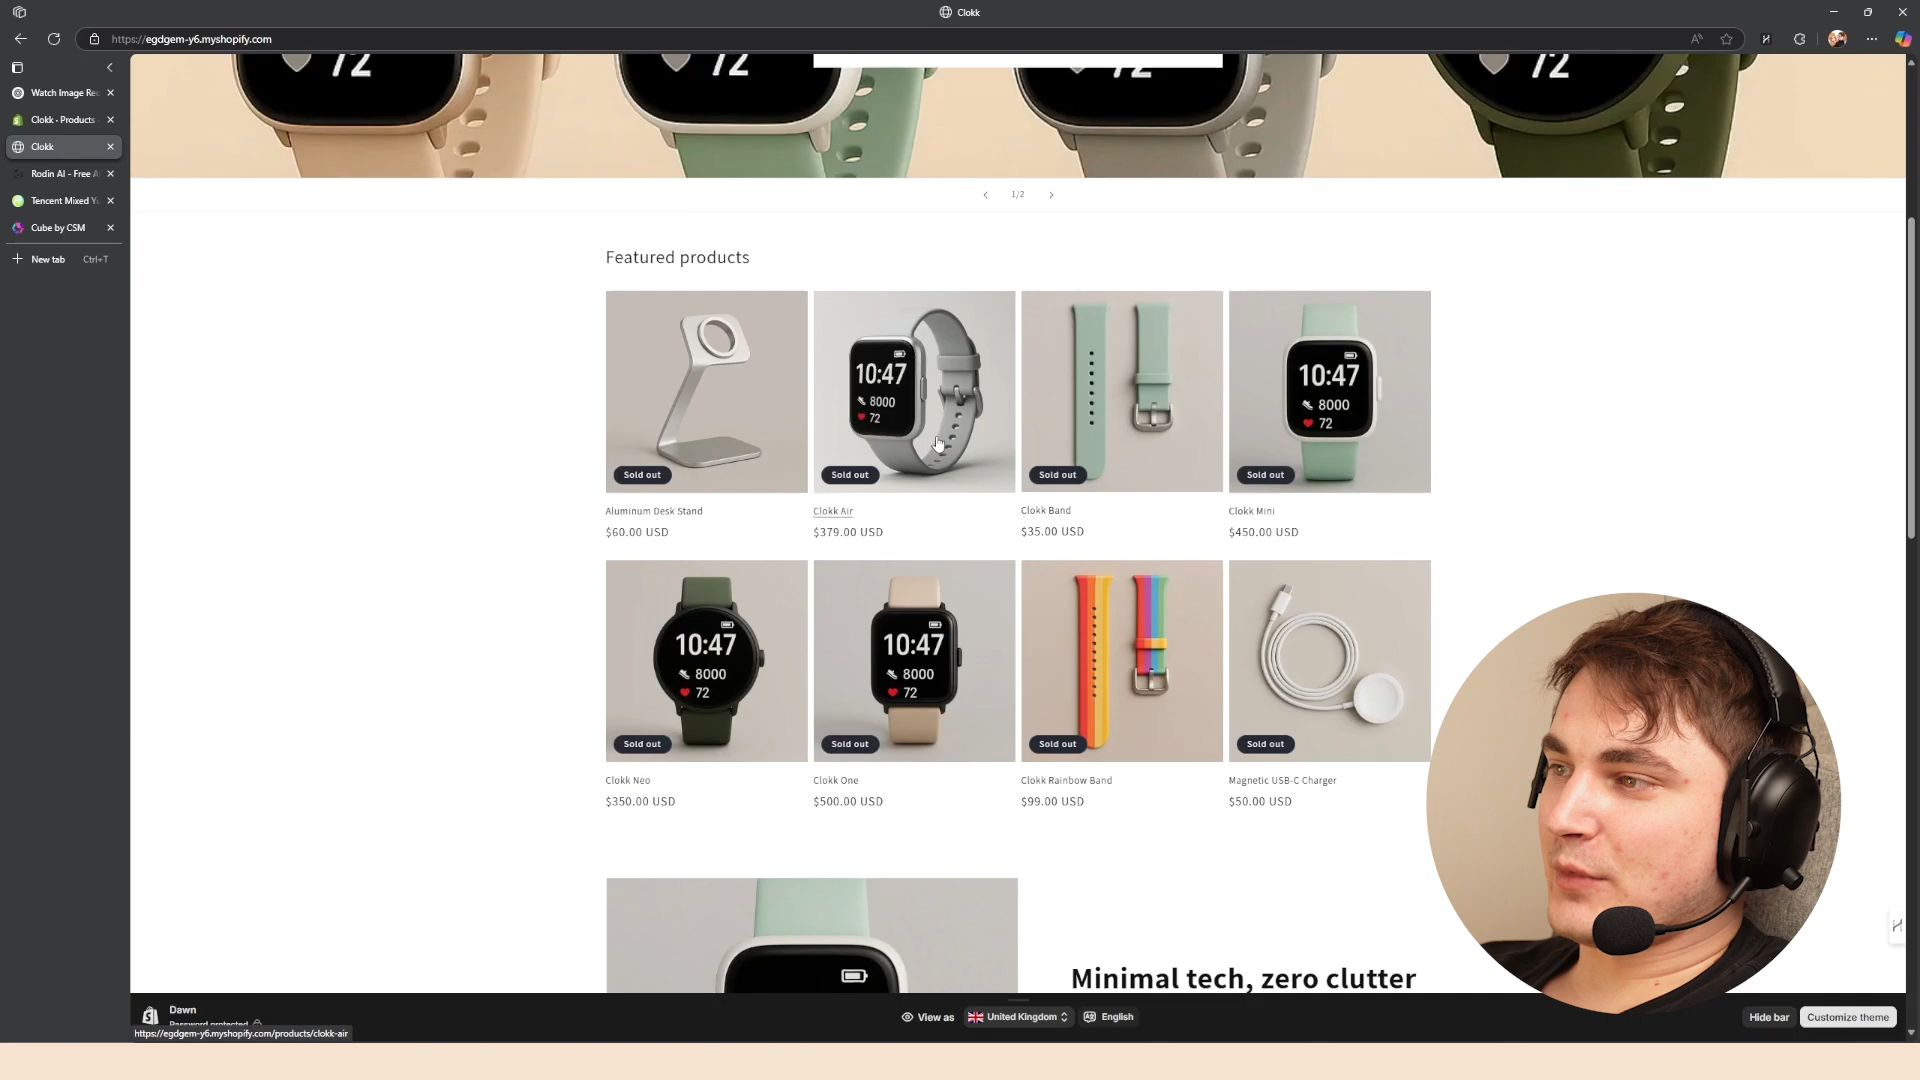 Clokk
https://egdgem-y6.myshopify.com
Watch Image Re
Clokk · Products
Clokk
Rodin AI - Free A
Tencent Mixed Y
Cube by CSM
New tab Ctrl+T
72 72 72 72
1/2
Featured products
10:47
8000
72
10:47
8000
72
Sold out Sold out Sold out Sold out
Aluminum Desk Stand Clokk Air Clokk Band Clokk Mini
$60.00 USD $379.00 USD $35.00 USD $450.00 USD
10:47
8000
72
10:47
8000
72
Sold out Sold out Sold out Sold out
Clokk Neo Clokk One Clokk Rainbow Band Magnetic USB-C Charger
$350.00 USD $500.00 USD $99.00 USD $50.00 USD
Minimal tech, zero clutter
Dawn
Password protected
View as United Kingdom English Hide bar Customize theme
https://egdgem-y6.myshopify.com/products/clokk-air